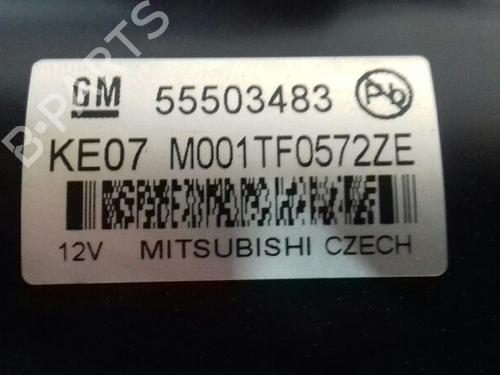 B-PARTS
GM 55503483 Pb
KE07 M001TF0572ZE
12V MITSUBISHI CZECH